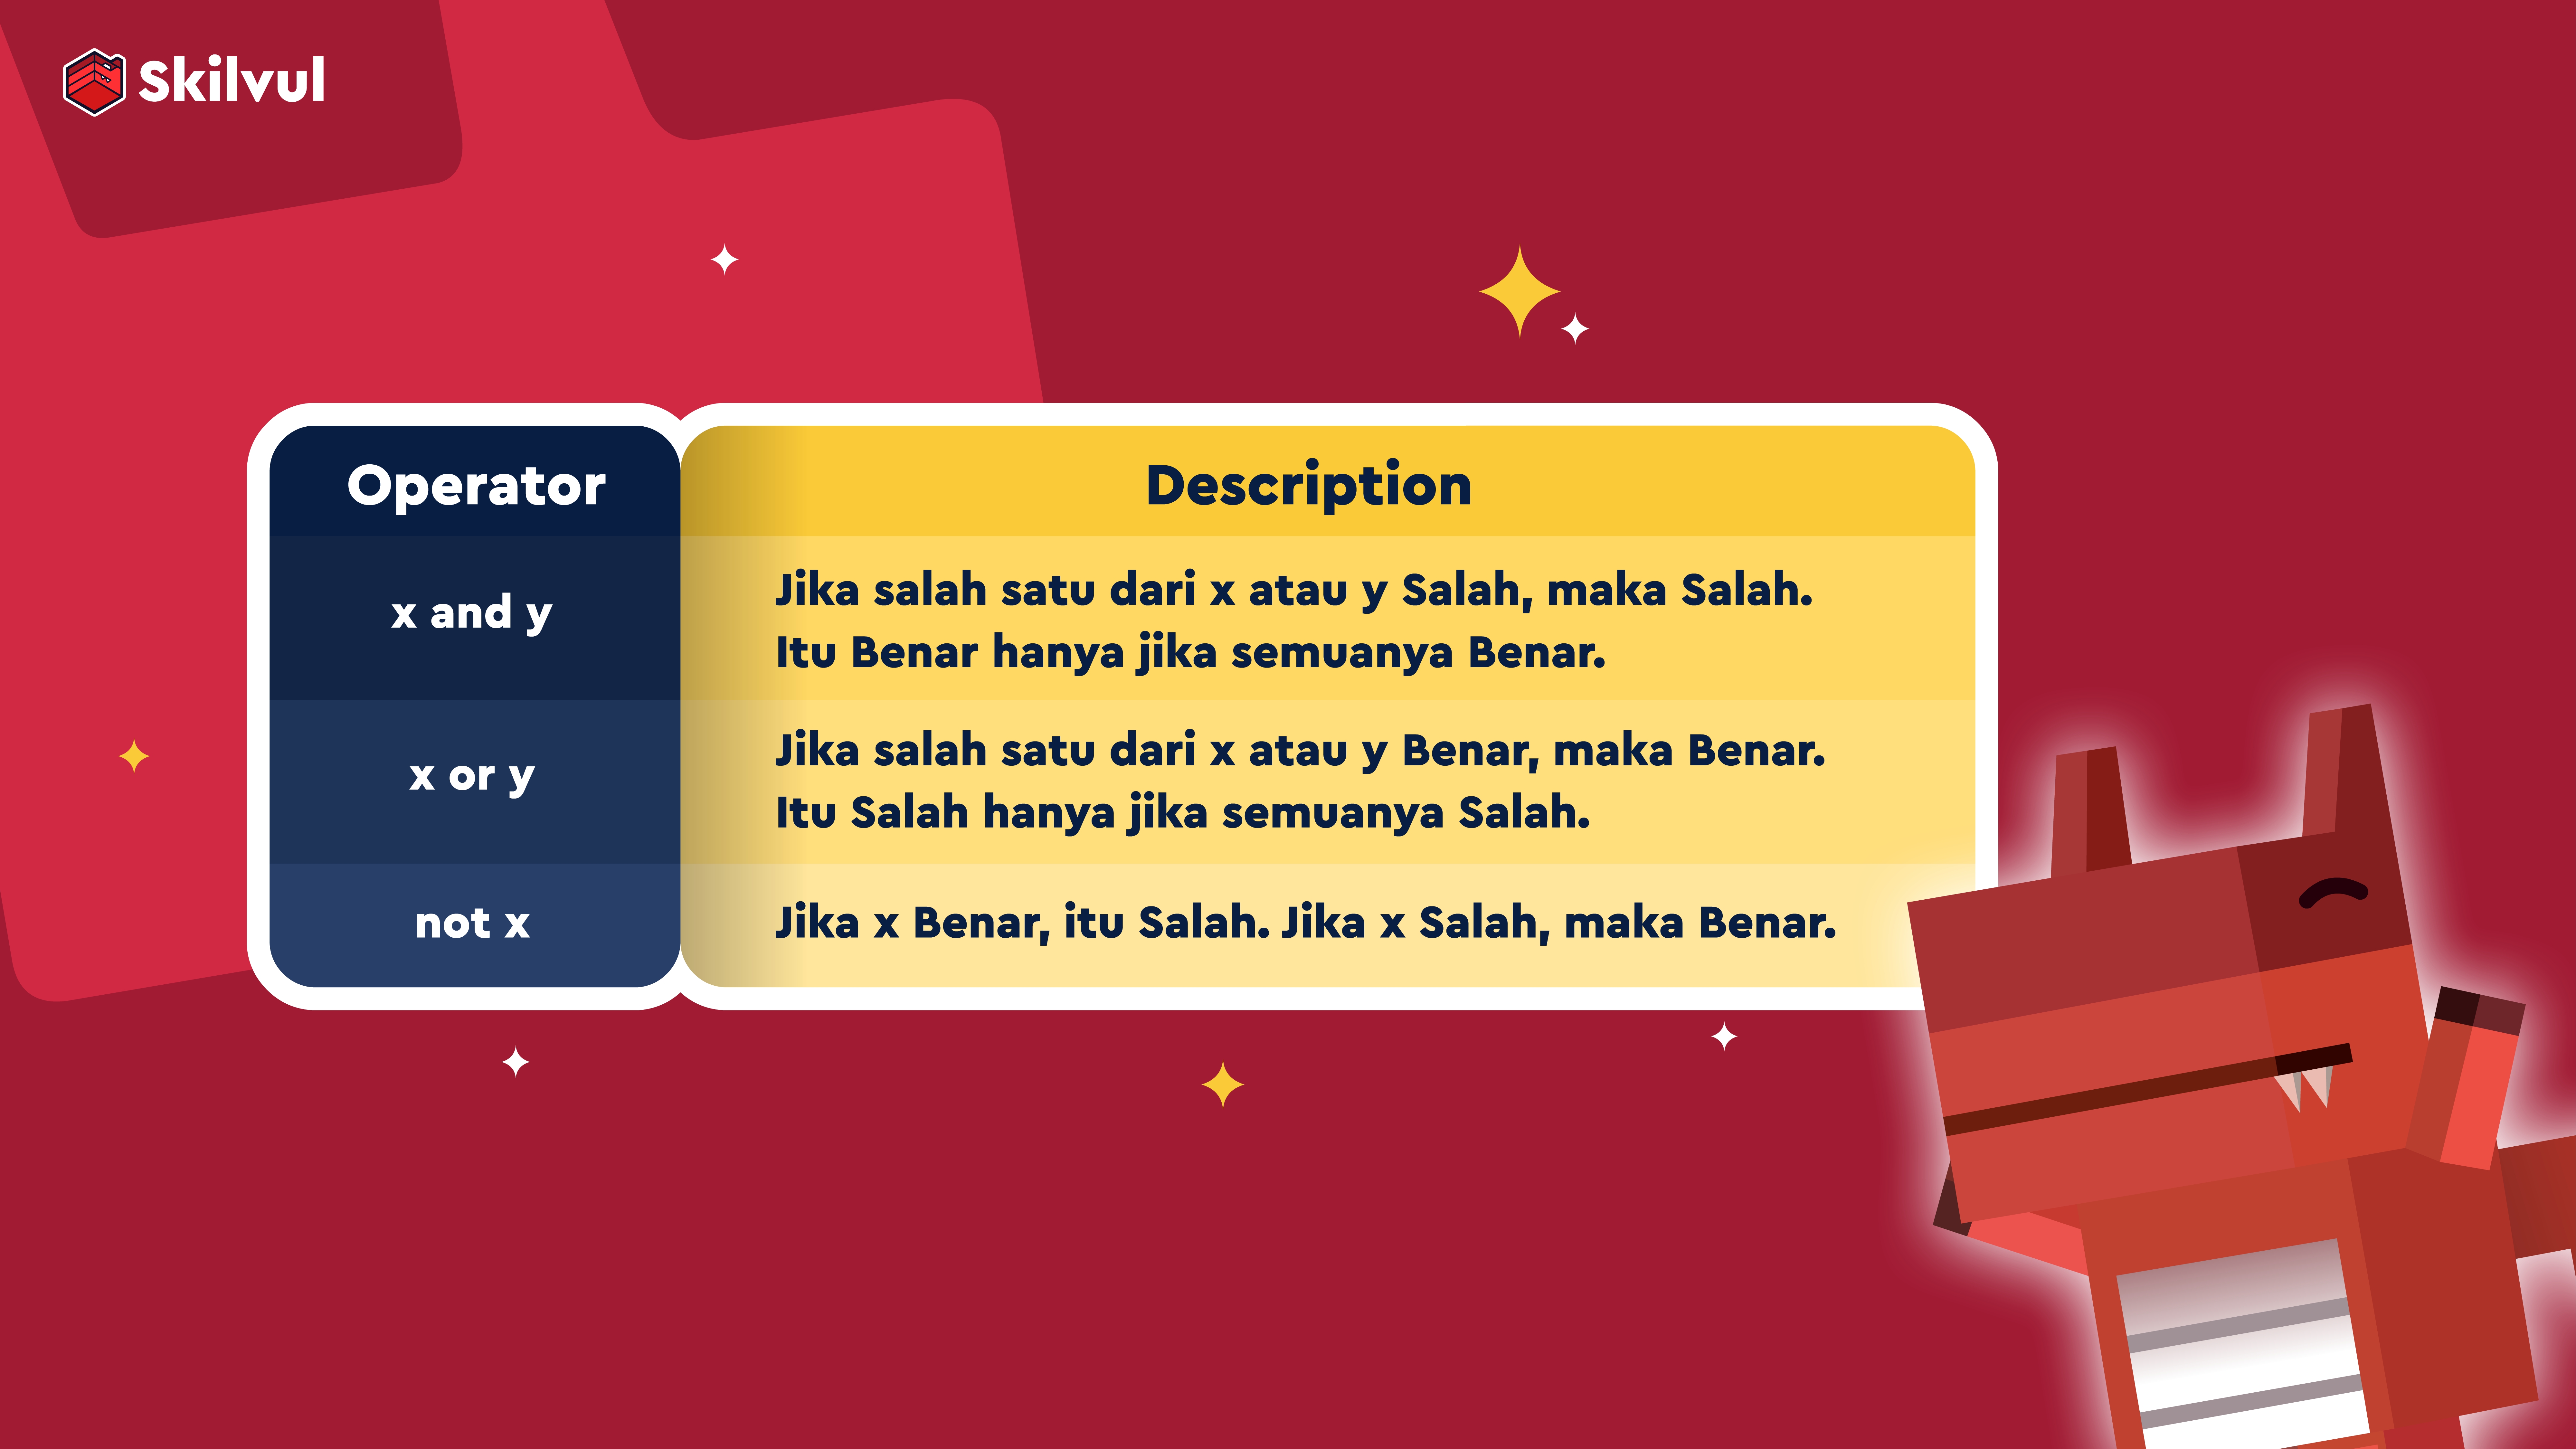 Skilvul
Operator
Description
x and y
Jika salah satu dari x atau y Salah, maka Salah.
Itu Benar hanya jika semuanya Benar.
x or y
Jika salah satu dari x atau y Benar, maka Benar.
Itu Salah hanya jika semuanya Salah.
not x
Jika x Benar, itu Salah. Jika x Salah, maka Benar.